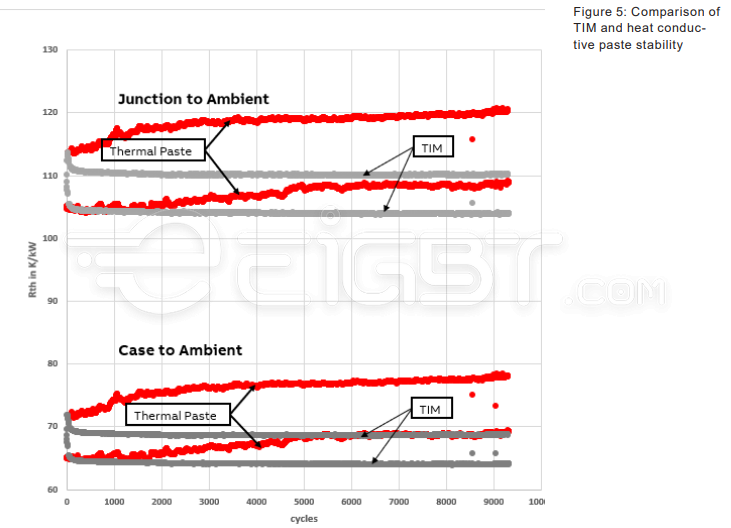 Figure 5: Comparison of
TIM and heat conduc-
tive paste stability
130
Junction to Ambient
120
Thermal Paste
TIM
110
100
Rth in K/kW
eIGBT.COM
90
Case to Ambient
80
Thermal Paste
TIM
70
60
0 1000 2000 3000 4000 5000 6000 7000 8000 9000 1000
cycles